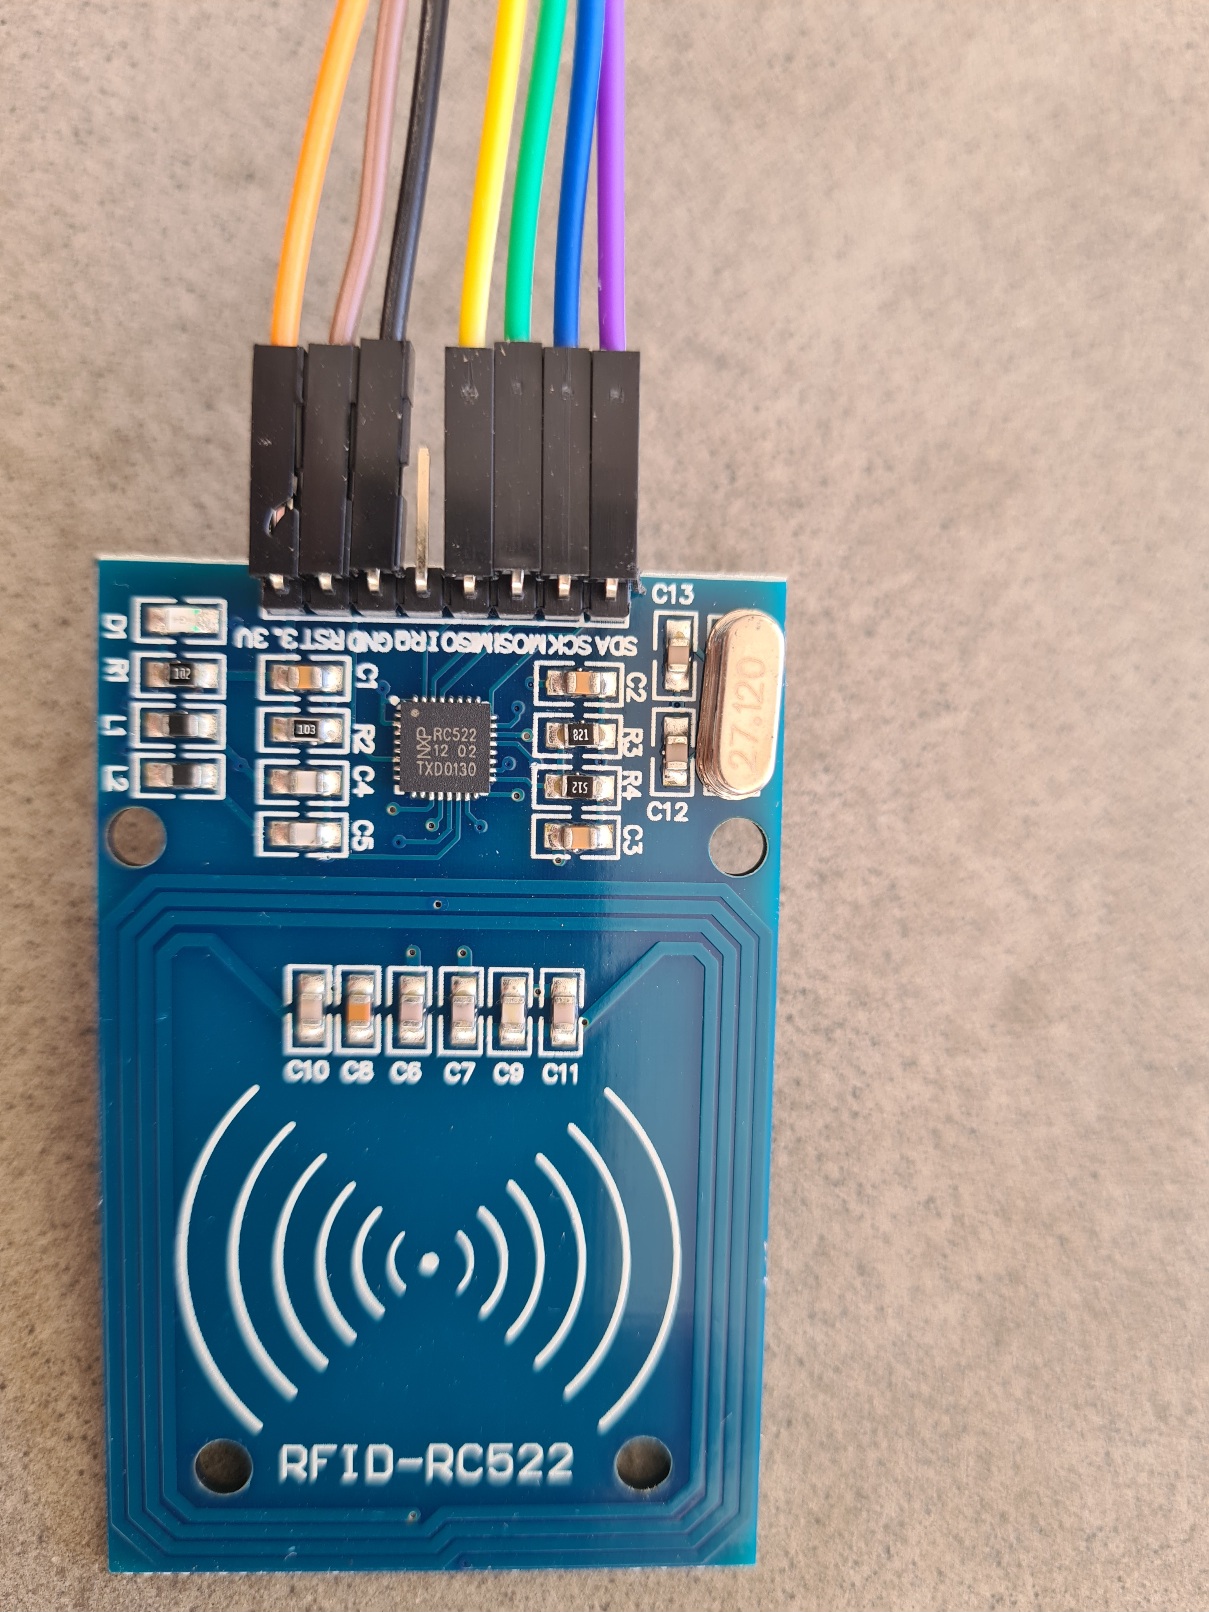 C13
D1
3.3V RST GND IRQ MISO MOSI SCK SDA
R1
102
C1
C2
L1
103
R2
NXP RC522
12 02
TXD0130
821
R3
27.120
L2
C4
512
R4
C12
C5
C3
C10 C8 C6 C7 C9 C11
RFID-RC522